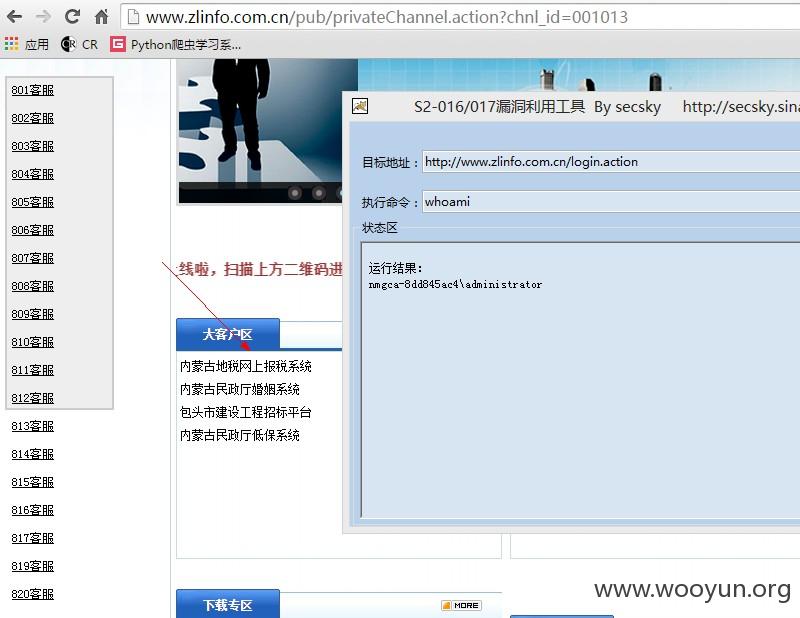 www.zlinfo.com.cn/pub/privateChannel.action?chnl_id=001013
应用 CR Python爬虫学习系...
801客服
802客服
803客服
804客服
805客服
806客服
807客服
808客服
809客服
810客服
811客服
812客服
813客服
814客服
815客服
816客服
817客服
819客服
820客服
线啦，扫描上方二维码进
大客户区
内蒙古地税网上报税系统
内蒙古民政厅婚姻系统
包头市建设工程招标平台
内蒙古民政厅低保系统
下载专区
MORE
S2-016/017漏洞利用工具 By secsky http://secsky.sina
目标地址：http://www.zlinfo.com.cn/login.action
执行命令：whoami
状态区
运行结果：
nmgca-8dd845ac4\administrator
www.wooyun.org